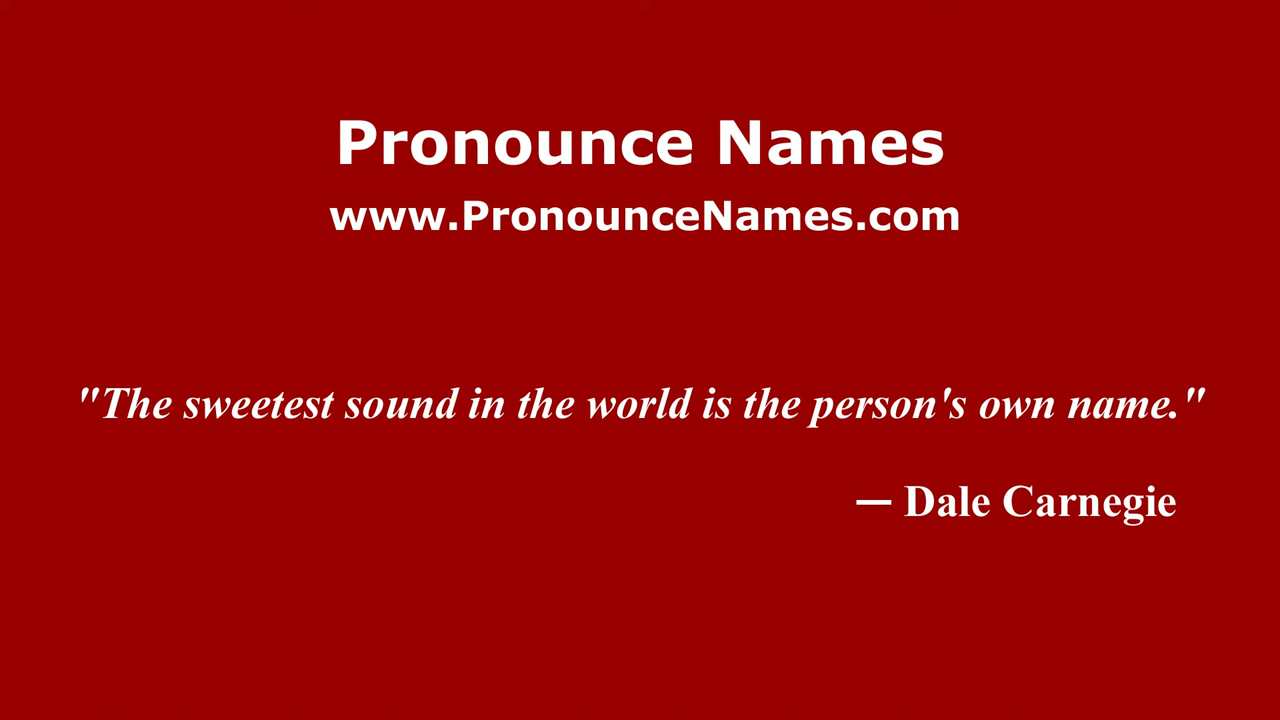 Pronounce Names
www.PronounceNames.com
"The sweetest sound in the world is the person's own name."
— Dale Carnegie